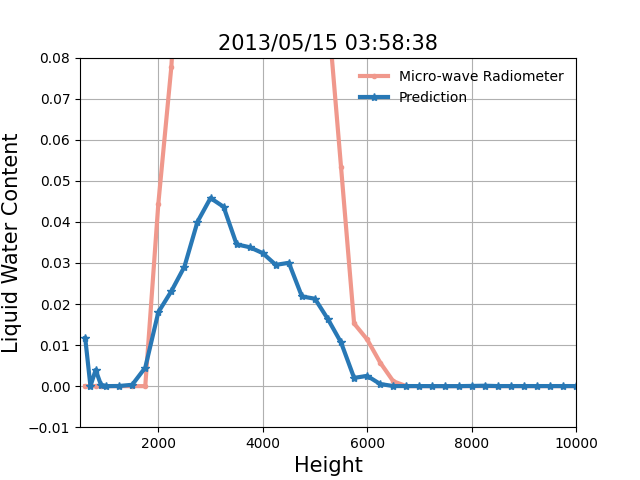 2013/05/15 03:58:38
Micro-wave Radiometer
Prediction
Liquid Water Content
0.08
0.07
0.06
0.05
0.04
0.03
0.02
0.01
0.00
−0.01
2000 4000 6000 8000 10000
Height